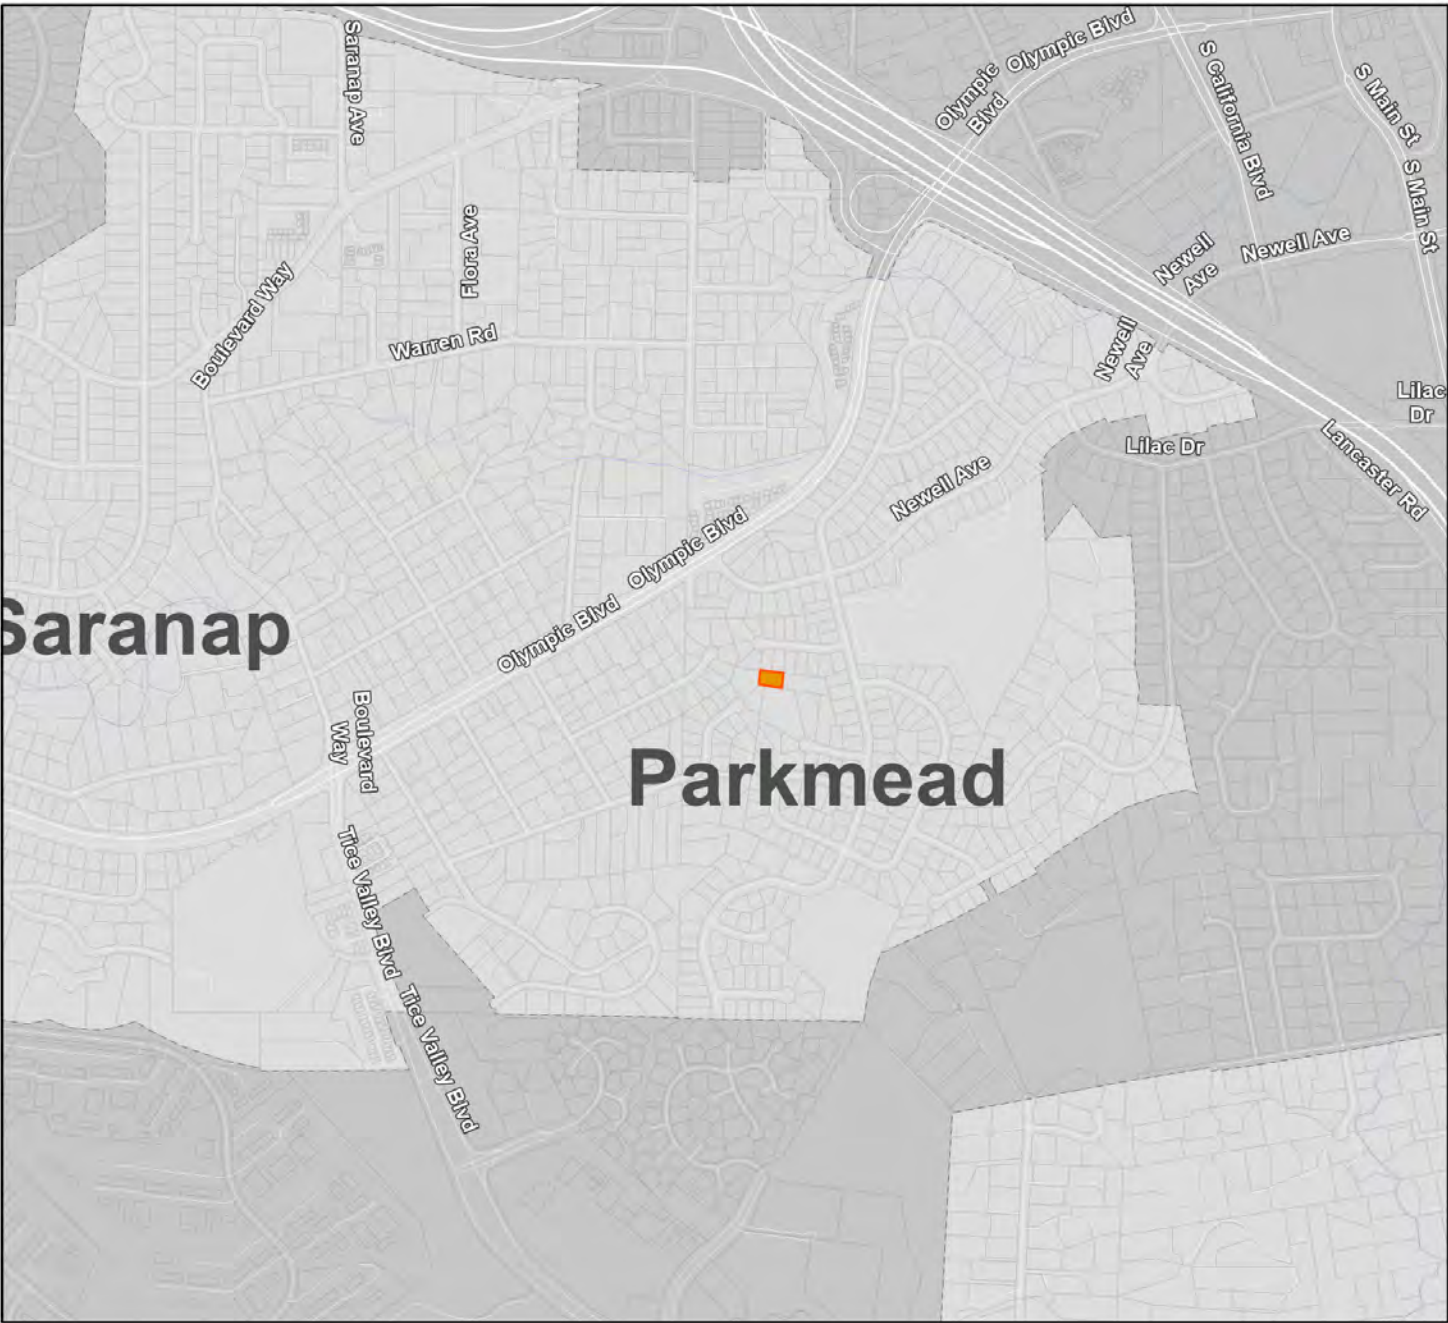 Saranap Ave
Olympic Blvd
Olympic
Blvd
S California Blvd
S Main St
S Main St
Newell Ave
Newell
Ave
Flora Ave
Boulevard Way
Warren Rd
Newell
Ave
Lilac
Dr
Lilac Dr
Lancaster Rd
Newell Ave
Olympic Blvd
Olympic Blvd
Saranap
Boulevard
Way
Parkmead
Tice Valley Blvd
Tice Valley Blvd